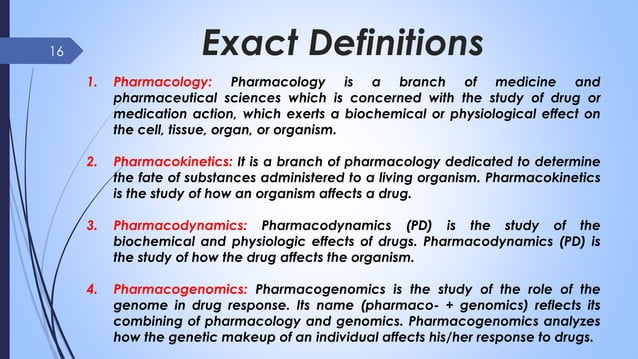 16
Exact Definitions
1. Pharmacology: Pharmacology is a branch of medicine and
pharmaceutical sciences which is concerned with the study of drug or
medication action, which exerts a biochemical or physiological effect on
the cell, tissue, organ, or organism.
2. Pharmacokinetics: It is a branch of pharmacology dedicated to determine
the fate of substances administered to a living organism. Pharmacokinetics
is the study of how an organism affects a drug.
3. Pharmacodynamics: Pharmacodynamics (PD) is the study of the
biochemical and physiologic effects of drugs. Pharmacodynamics (PD) is
the study of how the drug affects the organism.
4. Pharmacogenomics: Pharmacogenomics is the study of the role of the
genome in drug response. Its name (pharmaco- + genomics) reflects its
combining of pharmacology and genomics. Pharmacogenomics analyzes
how the genetic makeup of an individual affects his/her response to drugs.